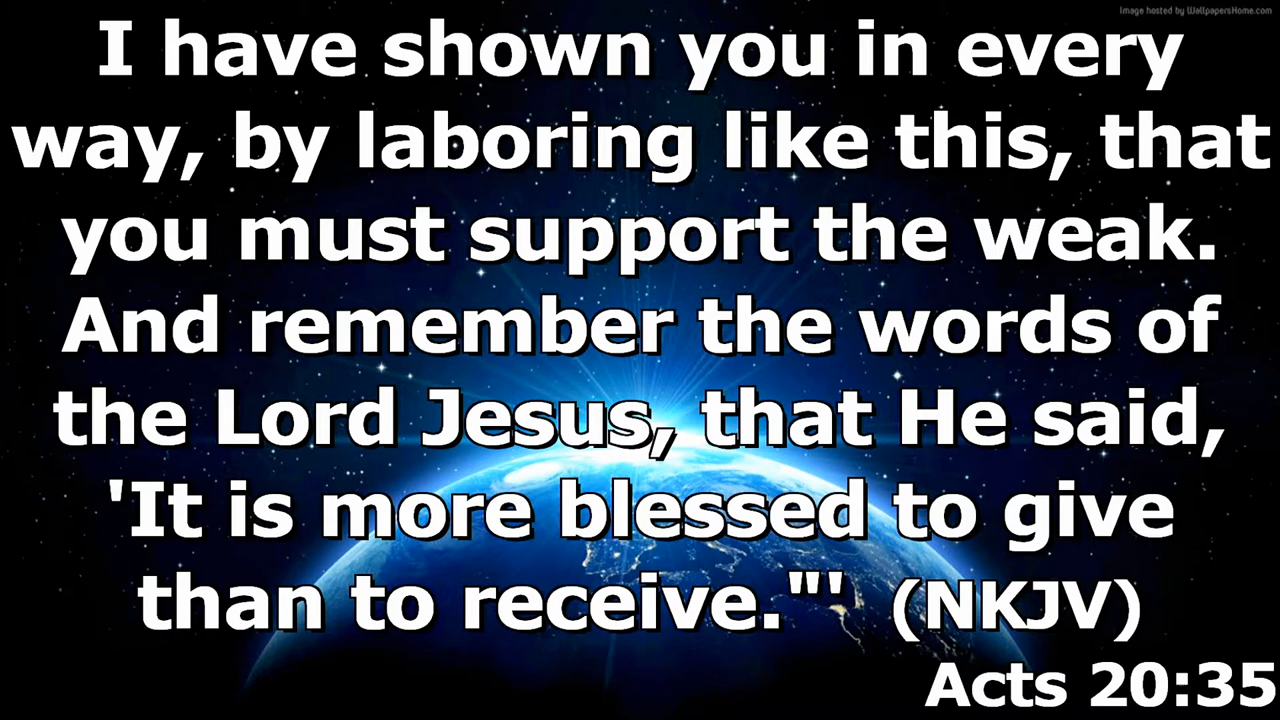 Image hosted by WallpapersHome.com
I have shown you in every
way, by laboring like this, that
you must support the weak.
And remember the words of
the Lord Jesus, that He said,
'It is more blessed to give
than to receive."' (NKJV)
Acts 20:35